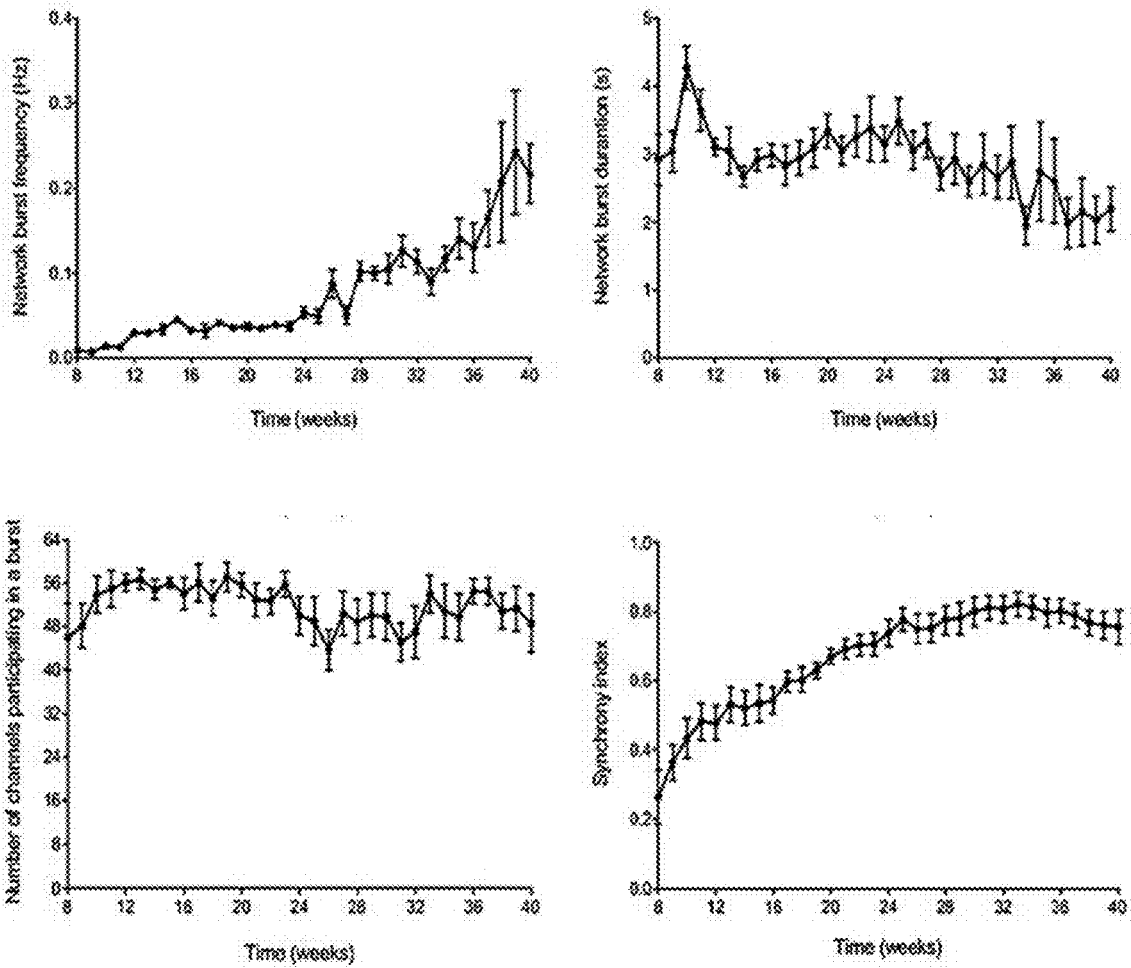 Network burst frequency (Hz)
0.4
0.3
0.2
0.1
0.0
8 12 16 20 24 28 32 36 40
Time (weeks)
Network burst durantion (s)
5
4
3
2
1
0
8 12 16 20 24 28 32 36 40
Time (weeks)
Number of channels participating in a burst
64
56
48
40
32
24
16
8
0
8 12 16 20 24 28 32 36 40
Time (weeks)
Synchrony index
1.0
0.8
0.6
0.4
0.2
0.0
8 12 16 20 24 28 32 36 40
Time (weeks)